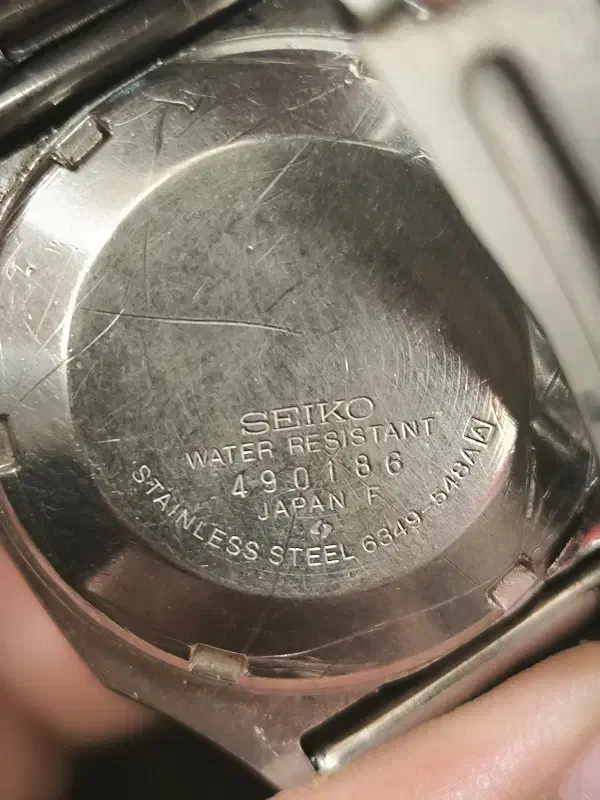 SEIKO
WATER RESISTANT
490186
JAPAN F
STAINLESS STEEL 6349-548A A